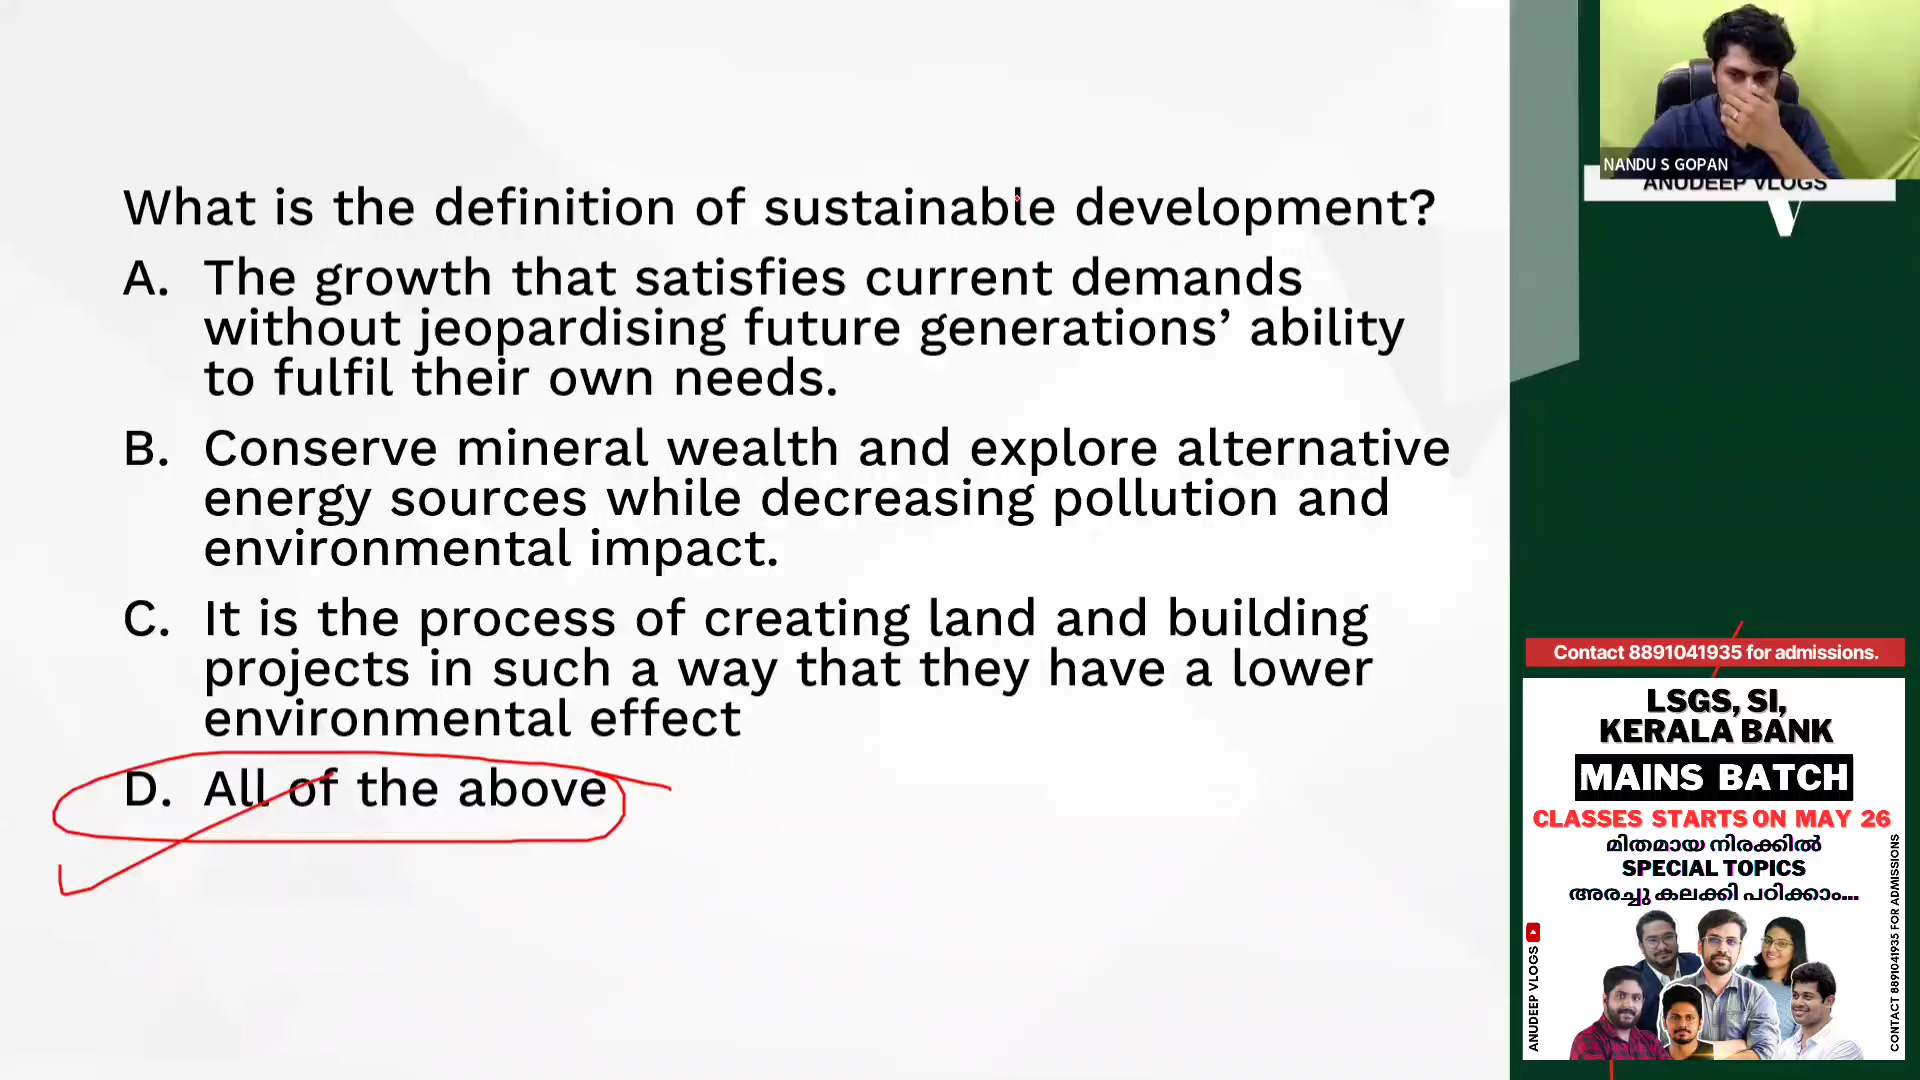 What is the definition of sustainable development?
A. The growth that satisfies current demands
without jeopardising future generations’ ability
to fulfil their own needs.
B. Conserve mineral wealth and explore alternative
energy sources while decreasing pollution and
environmental impact.
C. It is the process of creating land and building
projects in such a way that they have a lower
environmental effect
D. All of the above
NANDU S GOPAN
ANUDEEP VLOGS
Contact 8891041935 for admissions.
LSGS, SI,
KERALA BANK
MAINS BATCH
CLASSES STARTS ON MAY 26
മിതമായ നിരക്കിൽ
SPECIAL TOPICS
അരച്ചു കലക്കി പഠിക്കാം...
ANUDEEP VLOGS
CONTACT 8891041935 FOR ADMISSIONS